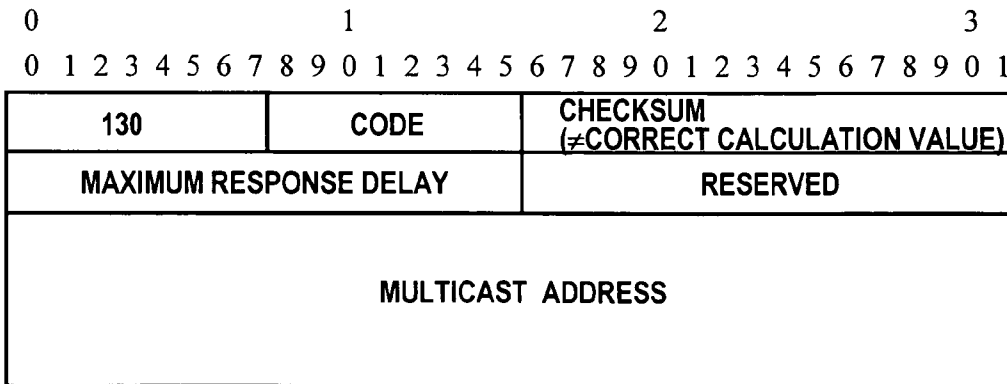 0 1 2 3
0 1 2 3 4 5 6 7 8 9 0 1 2 3 4 5 6 7 8 9 0 1 2 3 4 5 6 7 8 9 0 1
130 CODE CHECKSUM
(≠CORRECT CALCULATION VALUE)
MAXIMUM RESPONSE DELAY RESERVED
MULTICAST ADDRESS